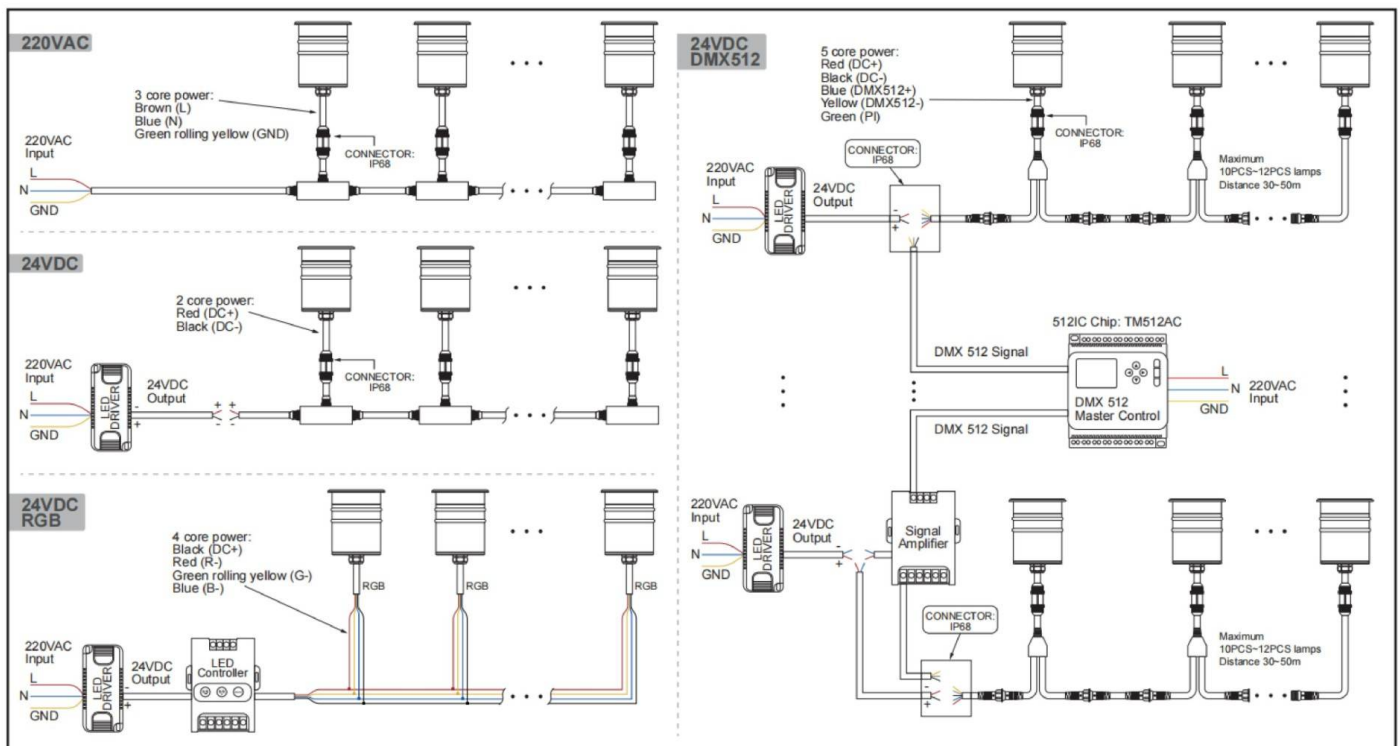 220VAC
3 core power:
Brown (L)
Blue (N)
Green rolling yellow (GND)
CONNECTOR:
IP68
220VAC
Input
L
N
GND
24VDC
2 core power:
Red (DC+)
Black (DC-)
CONNECTOR:
IP68
220VAC
Input
L
N
GND
LED
DRIVER
24VDC
Output
-
+
+ +
- -
24VDC
RGB
4 core power:
Black (DC+)
Red (R-)
Green rolling yellow (G-)
Blue (B-)
RGB
RGB
RGB
220VAC
Input
L
N
GND
LED
DRIVER
24VDC
Output
-
+
LED
Controller
24VDC
DMX512
5 core power:
Red (DC+)
Black (DC-)
Blue (DMX512+)
Yellow (DMX512-)
Green (PI)
CONNECTOR:
IP68
CONNECTOR:
IP68
220VAC
Input
L
N
GND
LED
DRIVER
24VDC
Output
-
+
Maximum
10PCS~12PCS lamps
Distance 30~50m
512IC Chip: TM512AC
DMX 512 Signal
DMX 512
Master Control
L
N
GND
220VAC
Input
DMX 512 Signal
Signal
Amplifier
220VAC
Input
L
N
GND
LED
DRIVER
24VDC
Output
-
+
CONNECTOR:
IP68
-
+
Maximum
10PCS~12PCS lamps
Distance 30~50m